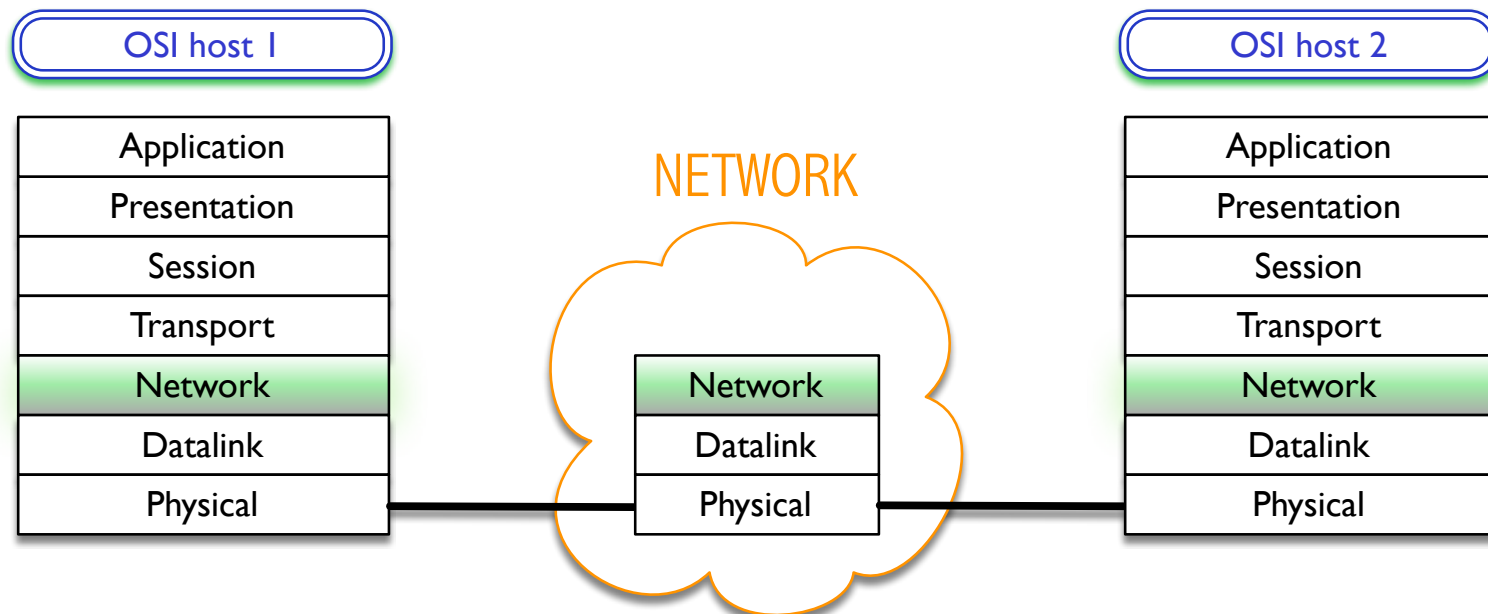 OSI host 1
OSI host 2
NETWORK
Application
Presentation
Session
Transport
Network
Datalink
Physical
Network
Datalink
Physical
Application
Presentation
Session
Transport
Network
Datalink
Physical